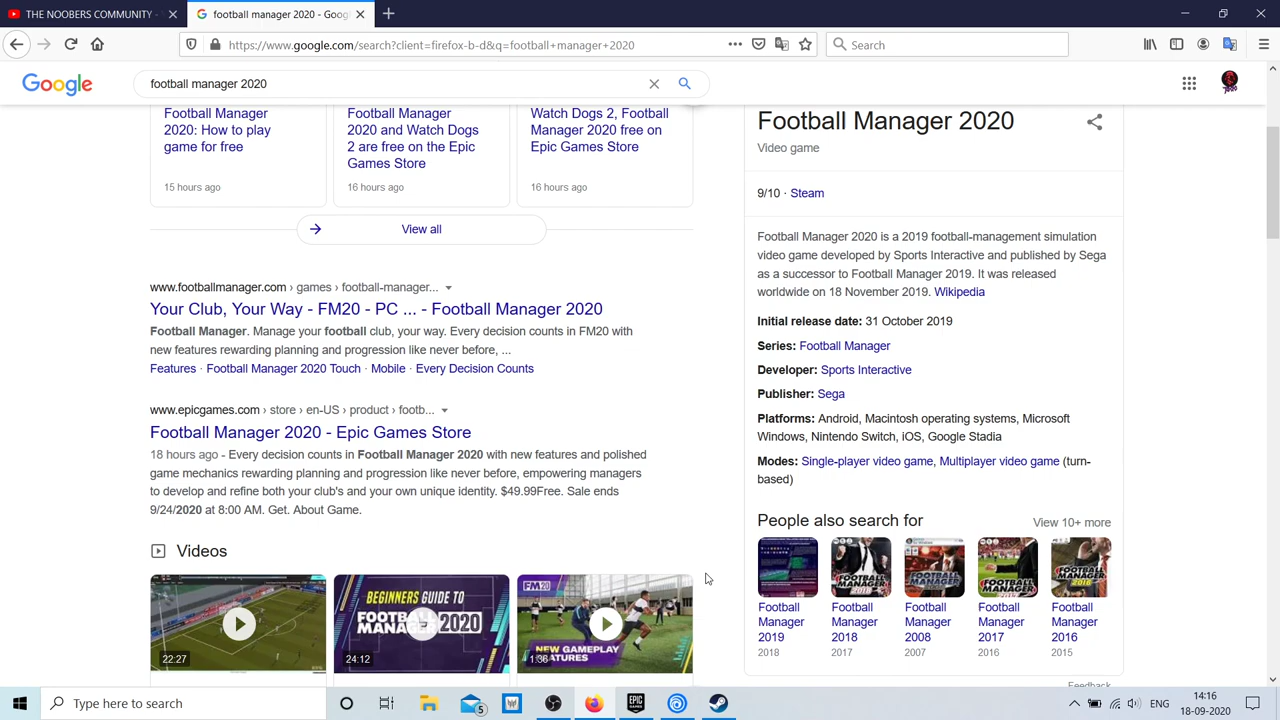 THE NOOBERS COMMUNITY -
football manager 2020 - Goog
https://www.google.com/search?client=firefox-b-d&q=football+manager+2020
Search
Google
football manager 2020
Football Manager
2020: How to play
game for free
15 hours ago
Football Manager
2020 and Watch Dogs
2 are free on the Epic
Games Store
16 hours ago
Watch Dogs 2, Football
Manager 2020 free on
Epic Games Store
16 hours ago
View all
www.footballmanager.com › games › football-manager...
Your Club, Your Way - FM20 - PC ... - Football Manager 2020
Football Manager. Manage your football club, your way. Every decision counts in FM20 with
new features rewarding planning and progression like never before, ...
Features · Football Manager 2020 Touch · Mobile · Every Decision Counts
www.epicgames.com › store › en-US › product › footb...
Football Manager 2020 - Epic Games Store
18 hours ago - Every decision counts in Football Manager 2020 with new features and polished
game mechanics rewarding planning and progression like never before, empowering managers
to develop and refine both your club's and your own unique identity. $49.99Free. Sale ends
9/24/2020 at 8:00 AM. Get. About Game.
Videos
22:27
BEGINNERS GUIDE TO
FOOTBALL
MANAGER 2020
24:12
FM20
NEW GAMEPLAY
FEATURES
1:36
Football Manager 2020
Video game
9/10 · Steam
Football Manager 2020 is a 2019 football-management simulation
video game developed by Sports Interactive and published by Sega
as a successor to Football Manager 2019. It was released
worldwide on 18 November 2019. Wikipedia
Initial release date: 31 October 2019
Series: Football Manager
Developer: Sports Interactive
Publisher: Sega
Platforms: Android, Macintosh operating systems, Microsoft
Windows, Nintendo Switch, iOS, Google Stadia
Modes: Single-player video game, Multiplayer video game (turn-
based)
People also search for
View 10+ more
Football
Manager
2019
2018
Football
Manager
2018
2017
Football
Manager
2008
2007
Football
Manager
2017
2016
Football
Manager
2016
2015
Feedback
Type here to search
5
EPIC
GAMES
ENG
14:16
18-09-2020